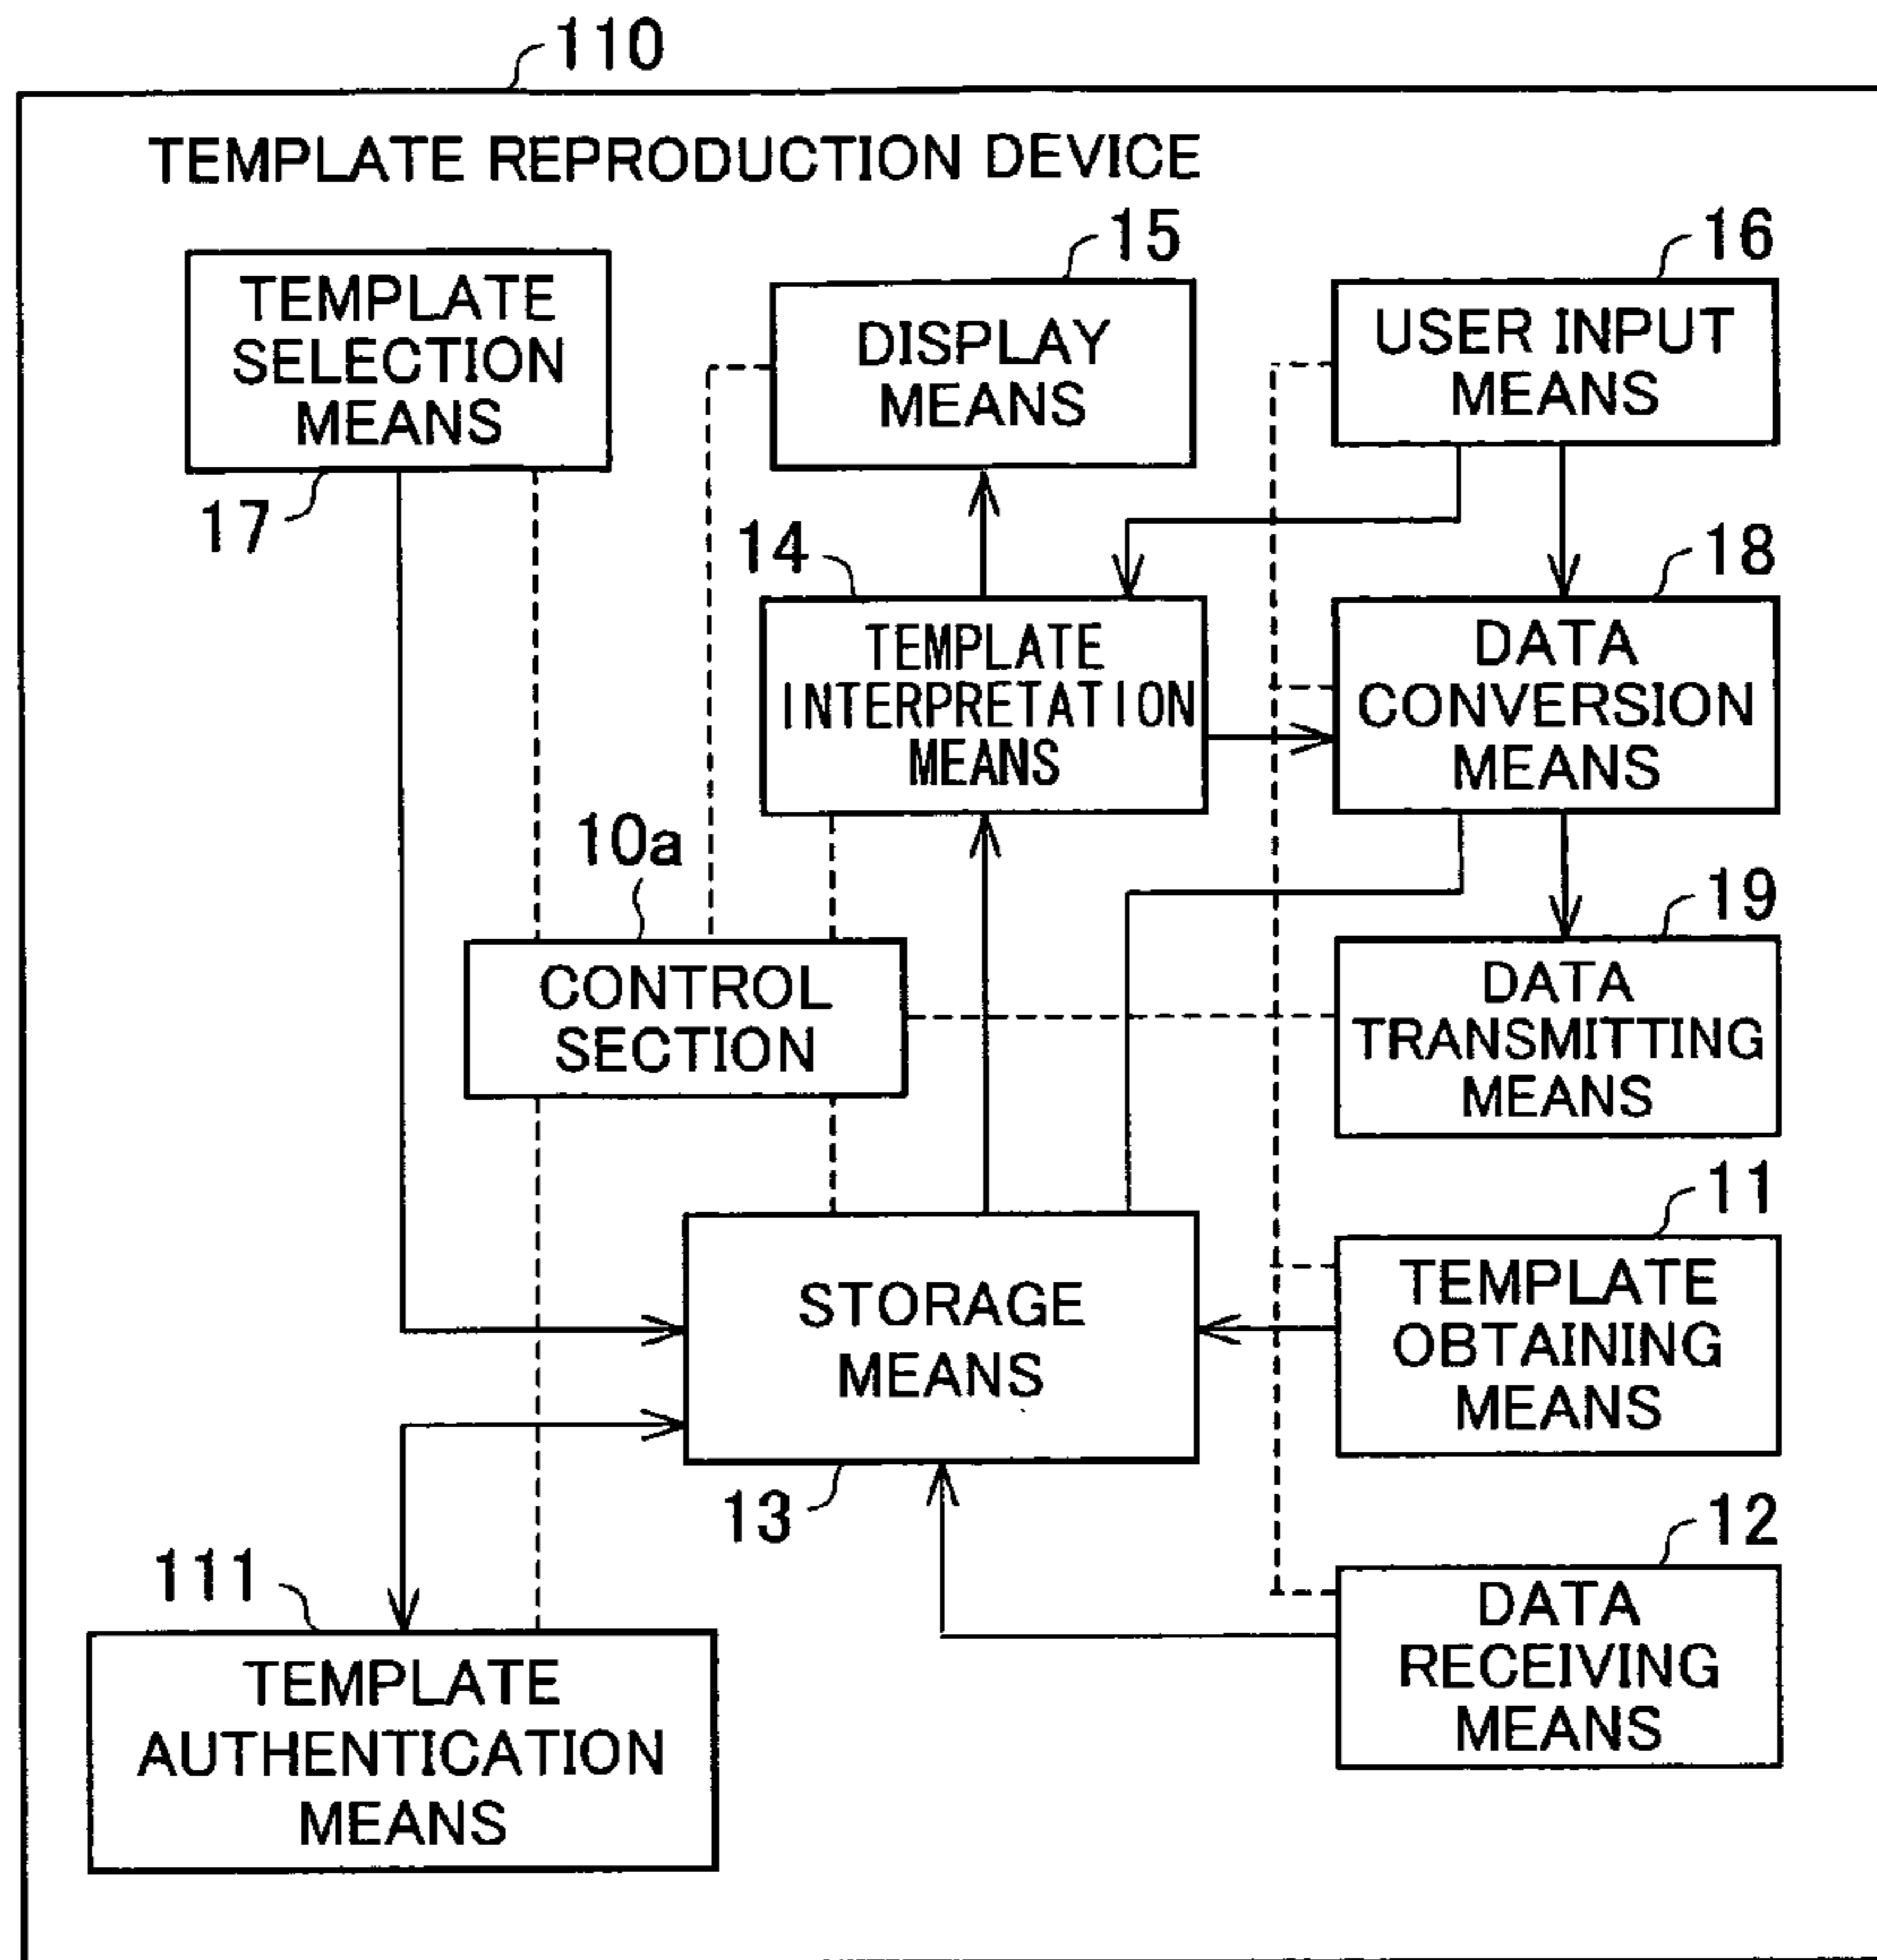 110
TEMPLATE REPRODUCTION DEVICE
TEMPLATE
SELECTION
MEANS
17
15
DISPLAY
MEANS
16
USER INPUT
MEANS
14
TEMPLATE
INTERPRETATION
MEANS
18
DATA
CONVERSION
MEANS
10a
CONTROL
SECTION
19
DATA
TRANSMITTING
MEANS
STORAGE
MEANS
13
11
TEMPLATE
OBTAINING
MEANS
111
TEMPLATE
AUTHENTICATION
MEANS
12
DATA
RECEIVING
MEANS